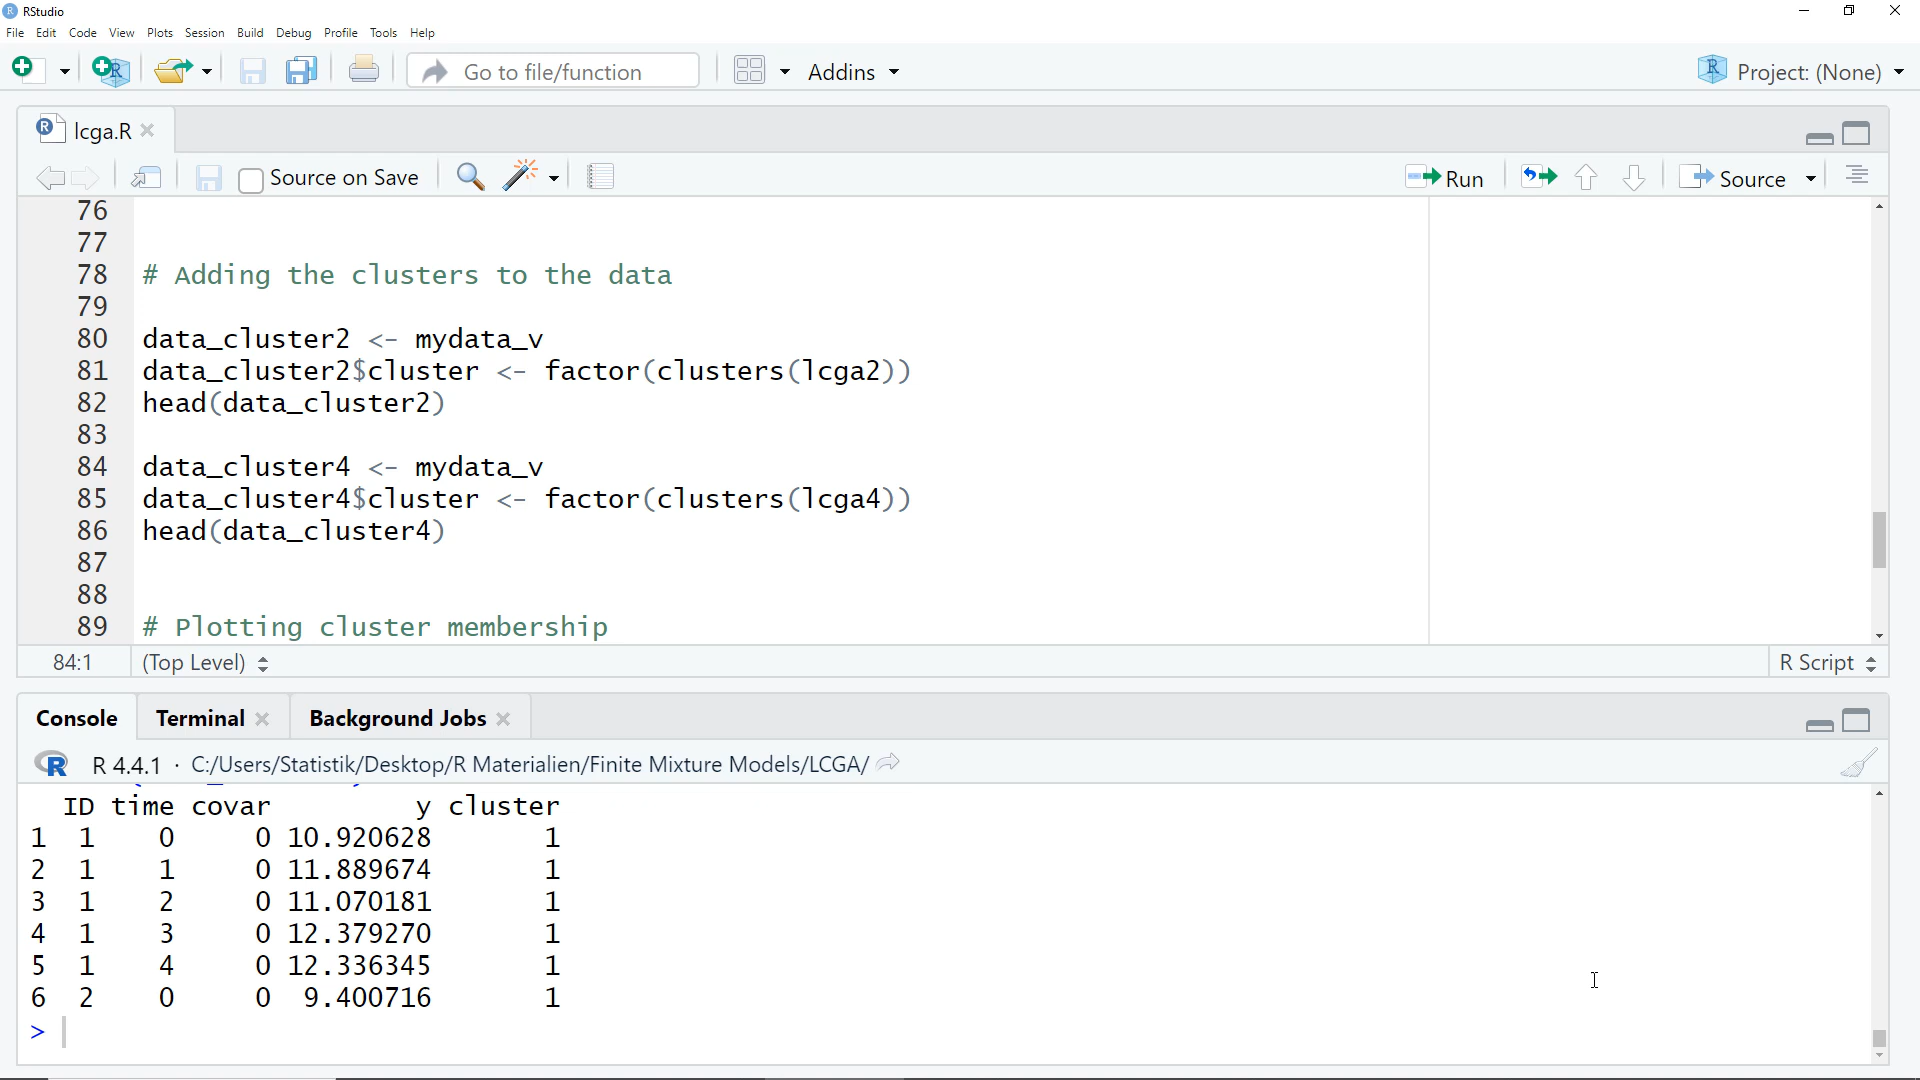 RStudio
File Edit Code View Plots Session Build Debug Profile Tools Help
Go to file/function Addins Project: (None)
lcga.R
Source on Save Run Source
76
77
78 # Adding the clusters to the data
79
80 data_cluster2 <- mydata_v
81 data_cluster2$cluster <- factor(clusters(lcga2))
82 head(data_cluster2)
83
84 data_cluster4 <- mydata_v
85 data_cluster4$cluster <- factor(clusters(lcga4))
86 head(data_cluster4)
87
88
89 # Plotting cluster membership
84:1 (Top Level) R Script
Console Terminal Background Jobs
R 4.4.1 · C:/Users/Statistik/Desktop/R Materialien/Finite Mixture Models/LCGA/
ID time covar y cluster
1 1 0 0 10.920628 1
2 1 1 0 11.889674 1
3 1 2 0 11.070181 1
4 1 3 0 12.379270 1
5 1 4 0 12.336345 1
6 2 0 0 9.400716 1
>